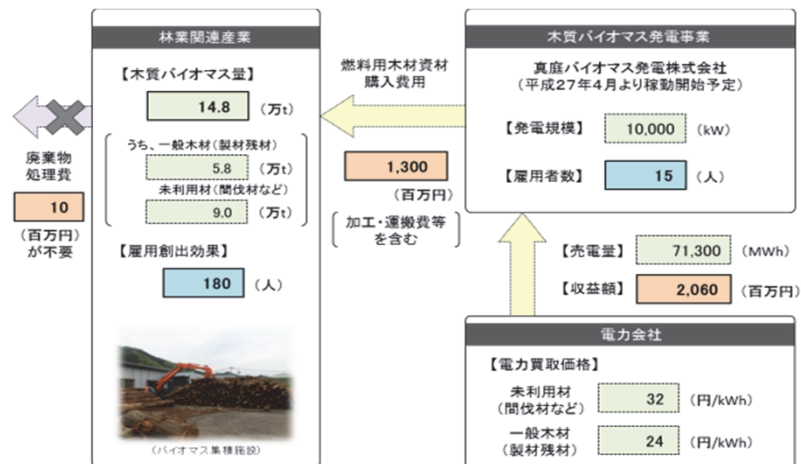 林業関連産業
【木質バイオマス量】
14.8 (万t)
うち、一般木材(製材残材)
5.8 (万t)
未利用材(間伐材など)
9.0 (万t)
【雇用創出効果】
180 (人)
(バイオマス集積施設)
廃棄物
処理費
10
(百万円)
が不要
燃料用木材資材
購入費用
1,300
(百万円)
加工・運搬費等
を含む
木質バイオマス発電事業
真庭バイオマス発電株式会社
(平成27年4月より稼動開始予定)
【発電規模】 10,000 (kW)
【雇用者数】 15 (人)
【売電量】 71,300 (MWh)
【収益額】 2,060 (百万円)
電力会社
【電力買取価格】
未利用材
(間伐材など)
32 (円/kWh)
一般木材
(製材残材)
24 (円/kWh)